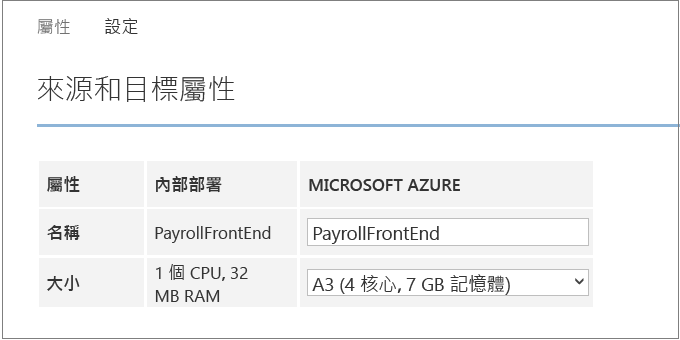 屬性 設定
來源和目標屬性
屬性 內部部署 MICROSOFT AZURE
名稱 PayrollFrontEnd PayrollFrontEnd
大小 1 個 CPU, 32 MB RAM A3 (4 核心, 7 GB 記憶體)